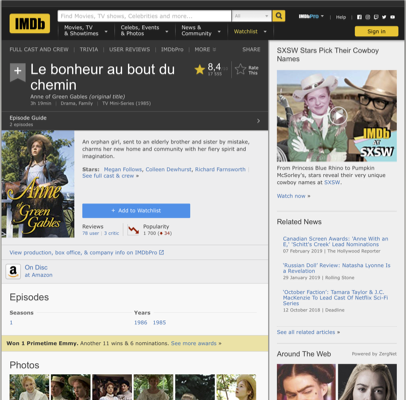 IMDb
Find Movies, TV shows, Celebrities and more...
All
IMDbPro
Help
Movies, TV
& Showtimes
Celebs, Events
& Photos
News &
Community
Watchlist
Sign in
FULL CAST AND CREW | TRIVIA | USER REVIEWS | IMDbPro | MORE
SHARE
Le bonheur au bout du
chemin
Anne of Green Gables (original title)
3h 19min | Drama, Family | TV Mini-Series (1985)
8,4
Rate
This
Episode Guide
2 episodes
Anne
of
Green
Gables
An orphan girl, sent to an elderly brother and sister by mistake,
charms her new home and community with her fiery spirit and
imagination.
Stars: Megan Follows, Colleen Dewhurst, Richard Farnsworth |
See full cast & crew »
+ Add to Watchlist
Reviews
78 user | 3 critic
Popularity
1 700 (34)
View production, box office, & company info on IMDbPro
a
On Disc
at Amazon
Episodes
Seasons
1
Years
1986 1985
Won 1 Primetime Emmy. Another 11 wins & 6 nominations. See more awards »
Photos
SXSW Stars Pick Their Cowboy
Names
IMDb
at
SXSW
From Princess Blue Rhino to Pumpkin
McSorley's, stars reveal their very
unique cowboy names at SXSW.
Watch now »
Related News
Canadian Screen Awards: 'Anne With an
E,' 'Schitt's Creek' Lead Nominations
07 February 2019 | The Hollywood Reporter
'Russian Doll' Review: Natasha Lyonne Is
a Revelation
29 January 2019 | Rolling Stone
'October Faction': Tamara Taylor & J.C.
MacKenzie To Lead Cast Of Netflix Sci-Fi
Series
12 October 2018 | Deadline
See all related articles »
Around The Web
Powered by ZergNet